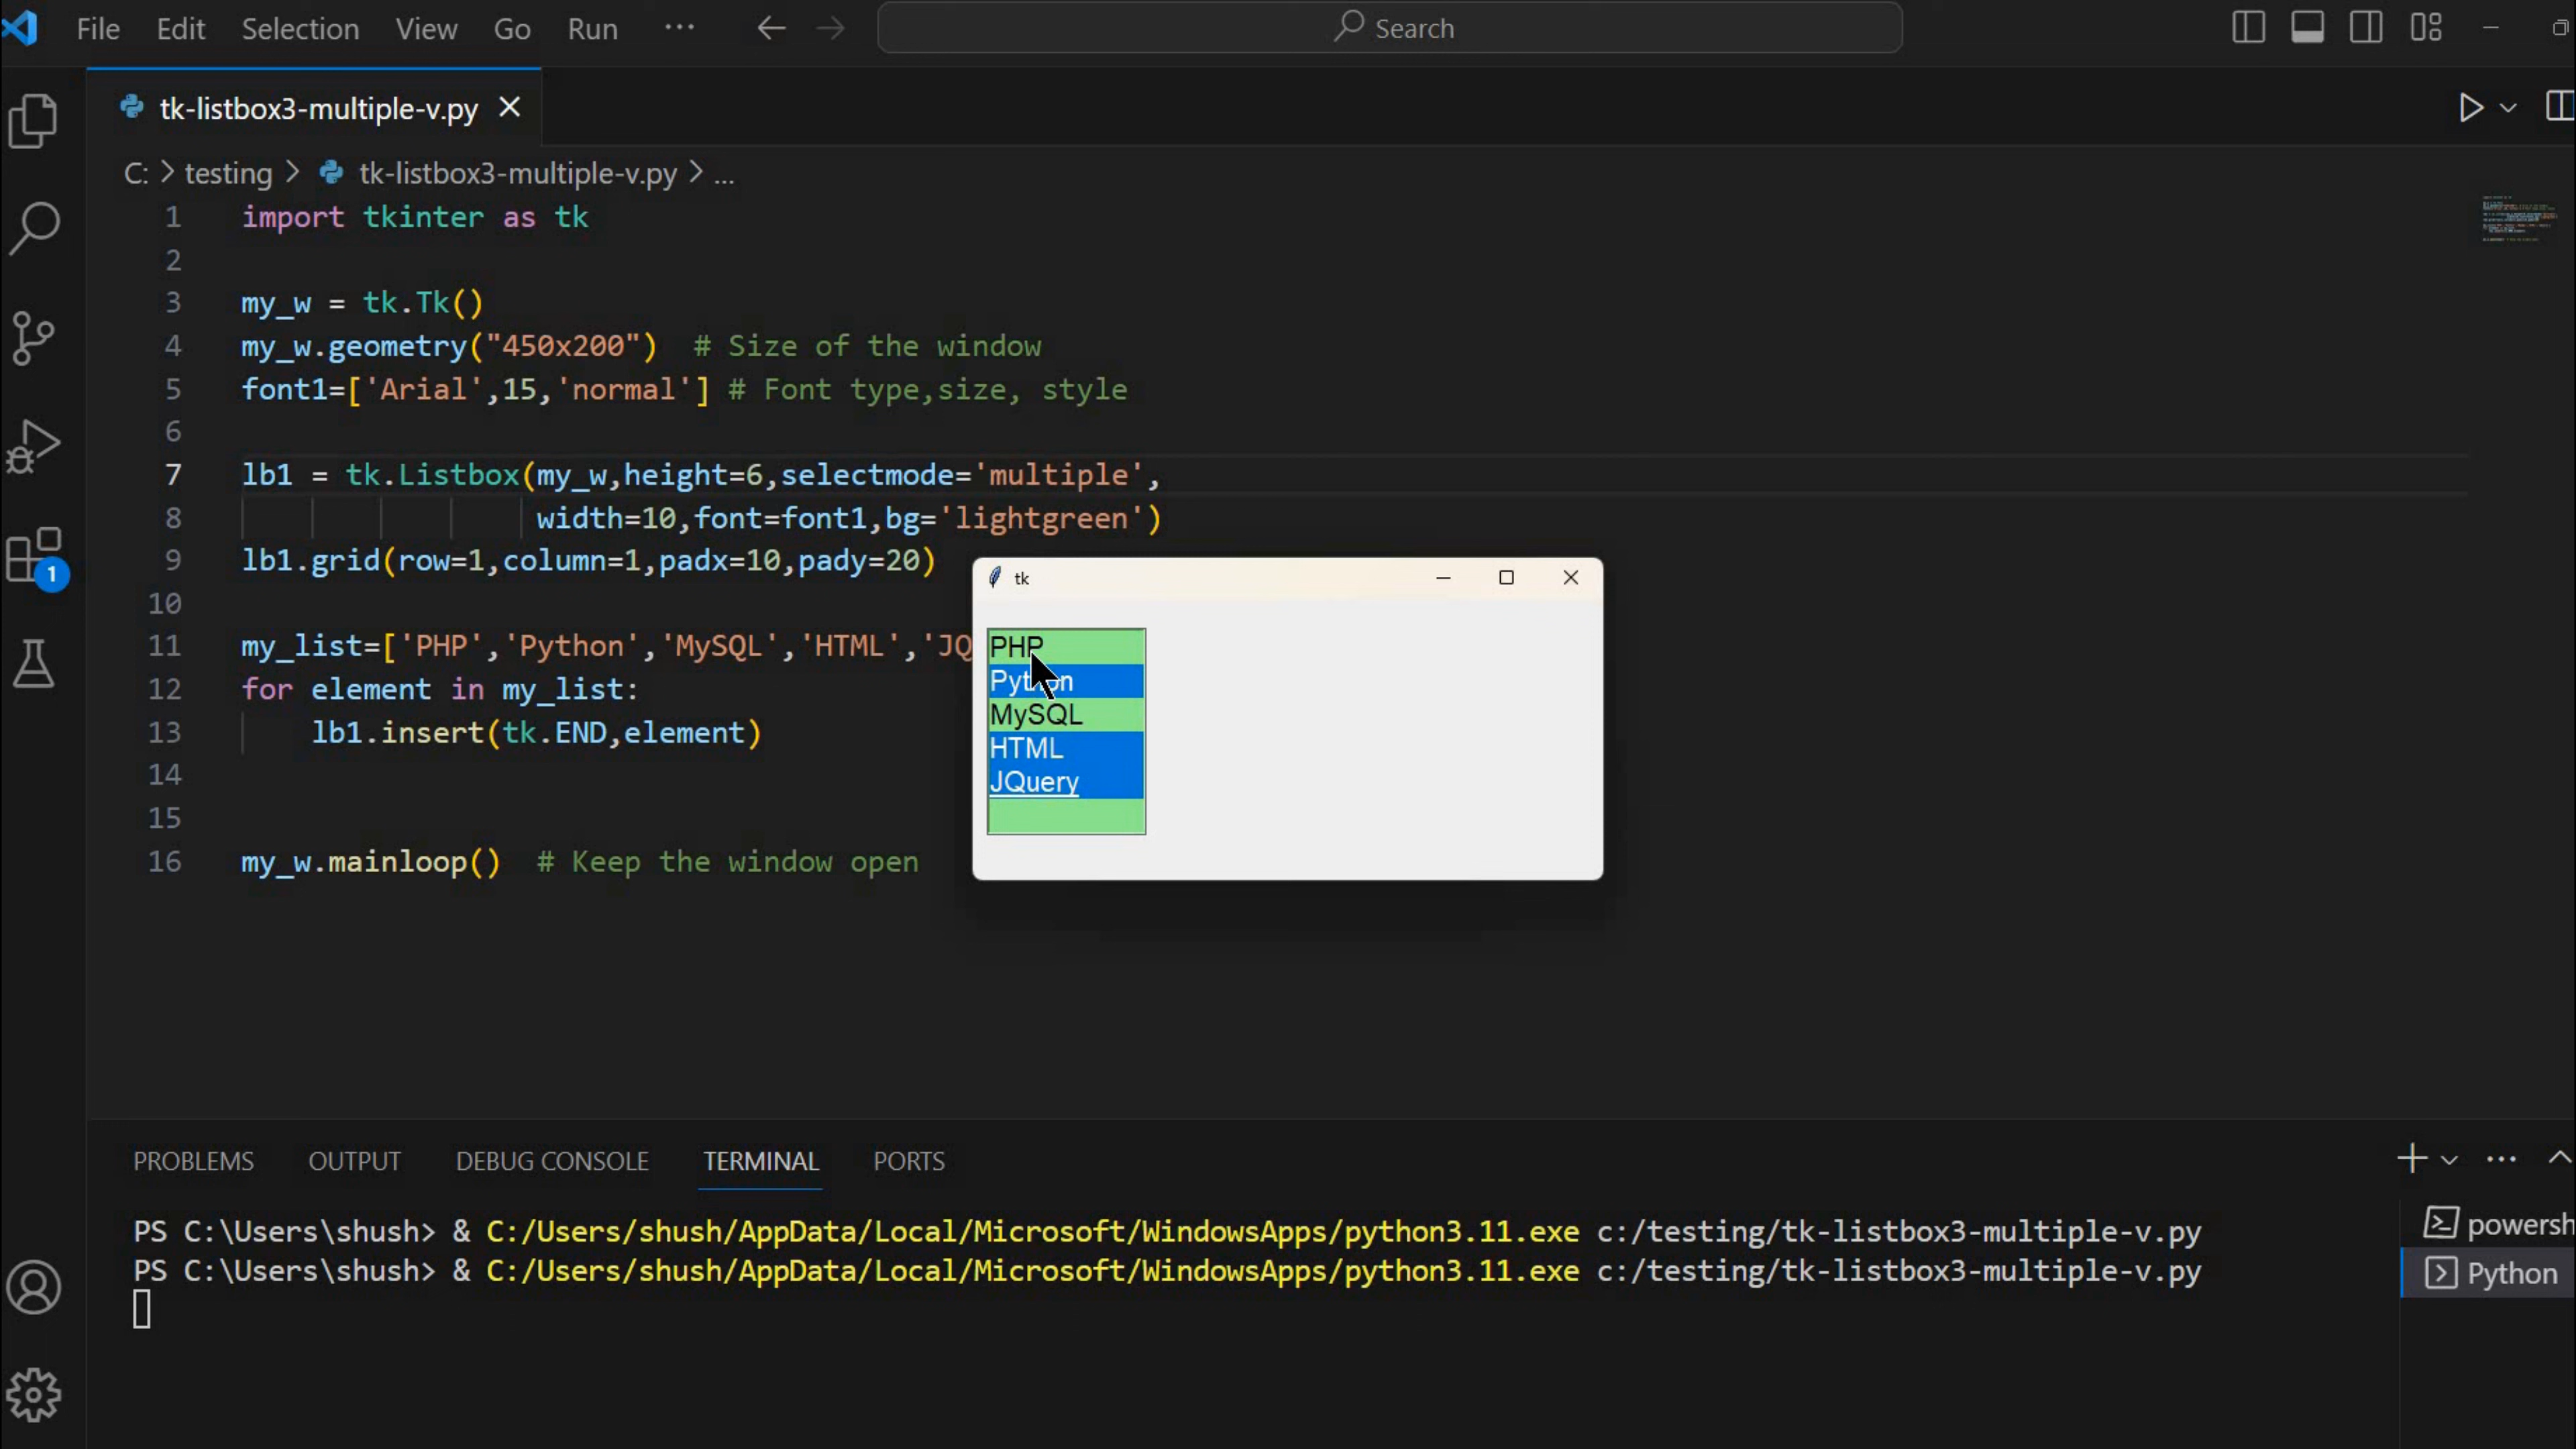 File Edit Selection View Go Run ··· Search
tk-listbox3-multiple-v.py
C: > testing > tk-listbox3-multiple-v.py > ...
1 import tkinter as tk
2
3 my_w = tk.Tk()
4 my_w.geometry("450x200")  # Size of the window
5 font1=['Arial',15,'normal'] # Font type,size, style
6
7 lb1 = tk.Listbox(my_w,height=6,selectmode='multiple',
8 width=10,font=font1,bg='lightgreen')
9 lb1.grid(row=1,column=1,padx=10,pady=20)
10
11 my_list=['PHP','Python','MySQL','HTML','JQ
12 for element in my_list:
13 lb1.insert(tk.END,element)
14
15
16 my_w.mainloop()  # Keep the window open
tk
PHP
Python
MySQL
HTML
JQuery
1
PROBLEMS OUTPUT DEBUG CONSOLE TERMINAL PORTS
PS C:\Users\shush> & C:/Users/shush/AppData/Local/Microsoft/WindowsApps/python3.11.exe c:/testing/tk-listbox3-multiple-v.py
PS C:\Users\shush> & C:/Users/shush/AppData/Local/Microsoft/WindowsApps/python3.11.exe c:/testing/tk-listbox3-multiple-v.py
powersh
Python